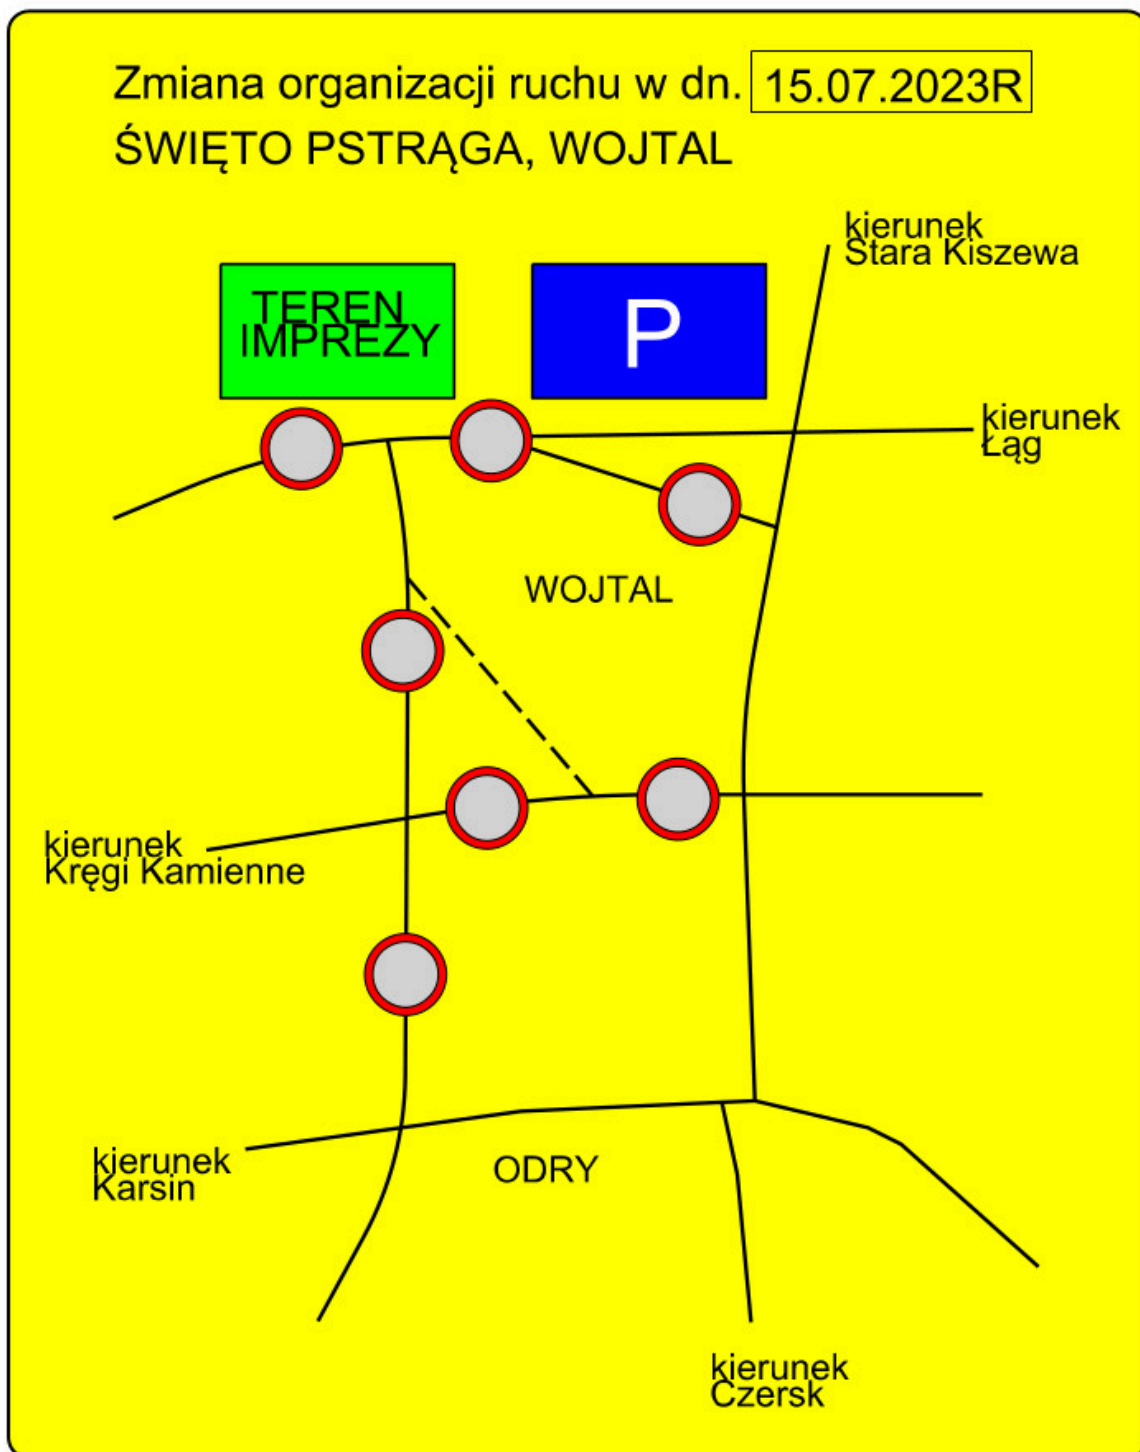 Zmiana organizacji ruchu w dn. 15.07.2023R
ŚWIĘTO PSTRĄGA, WOJTAL
kierunek
Stara Kiszewa
TEREN
IMPREZY
P
kierunek
Łąg
WOJTAL
kierunek
Kręgi Kamienne
kierunek
Karsin
ODRY
kierunek
Czersk